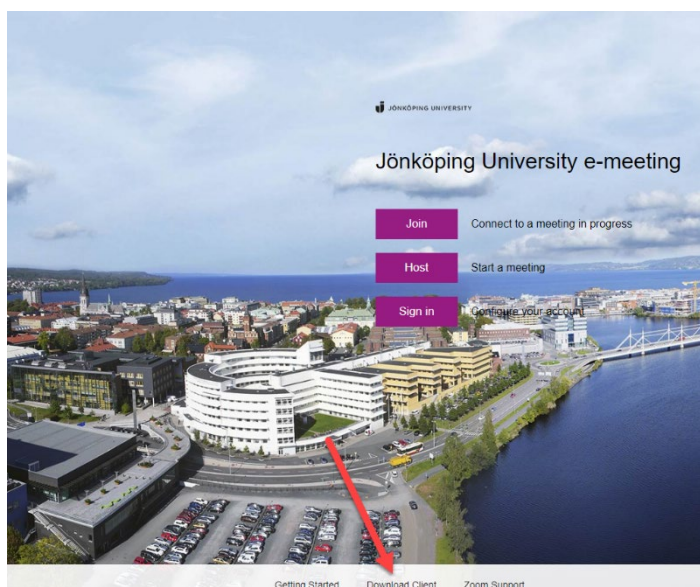 JÖNKÖPING UNIVERSITY
Jönköping University e-meeting
Join Connect to a meeting in progress
Host Start a meeting
Sign in Configure your account
Getting Started Download Client Zoom Support